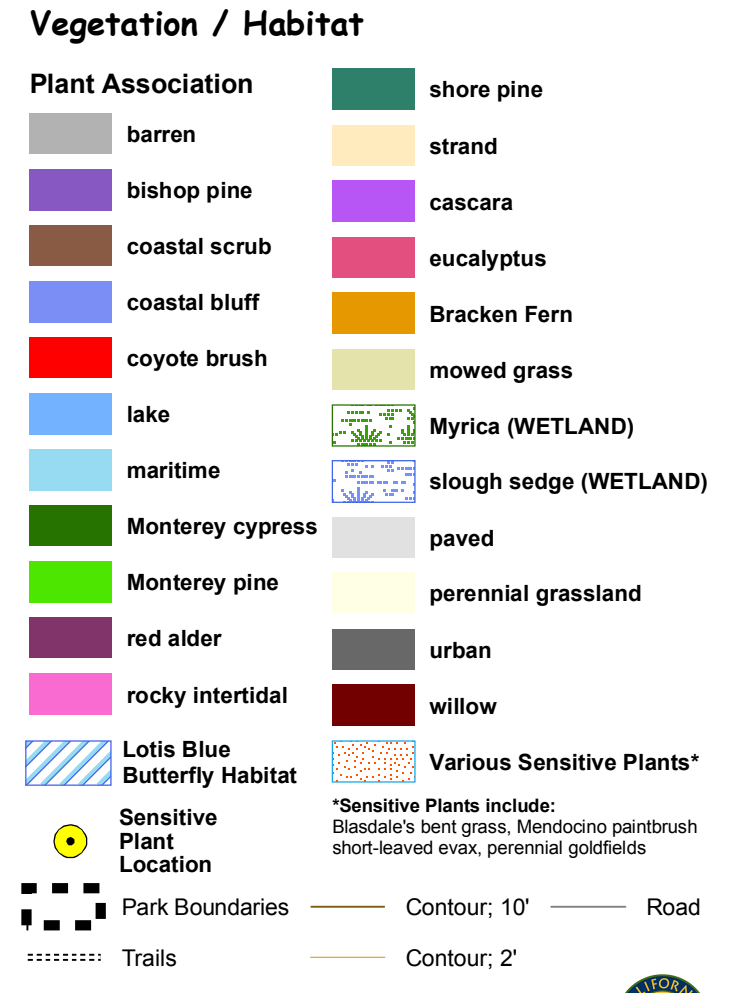 Vegetation / Habitat
Plant Association
barren
bishop pine
coastal scrub
coastal bluff
coyote brush
lake
maritime
Monterey cypress
Monterey pine
red alder
rocky intertidal
Lotis Blue
Butterfly Habitat
Sensitive
Plant
Location
shore pine
strand
cascara
eucalyptus
Bracken Fern
mowed grass
Myrica (WETLAND)
slough sedge (WETLAND)
paved
perennial grassland
urban
willow
Various Sensitive Plants*
*Sensitive Plants include:
Blasdale's bent grass, Mendocino paintbrush
short-leaved evax, perennial goldfields
Park Boundaries
Contour; 10'
Road
Trails
Contour; 2'